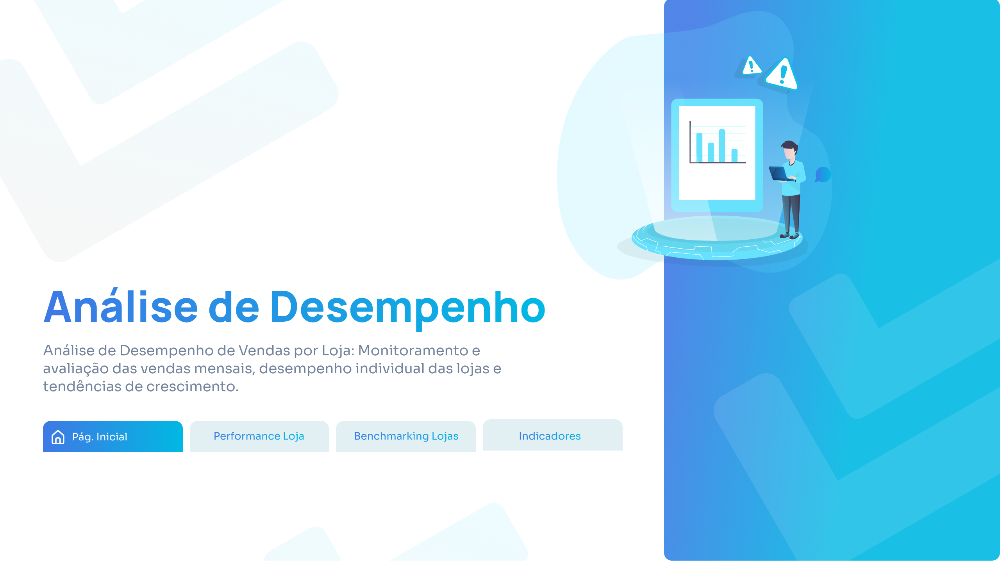 Análise de Desempenho
Análise de Desempenho de Vendas por Loja: Monitoramento e
avaliação das vendas mensais, desempenho individual das lojas e
tendências de crescimento.
Pág. Inicial
Performance Loja
Benchmarking Lojas
Indicadores